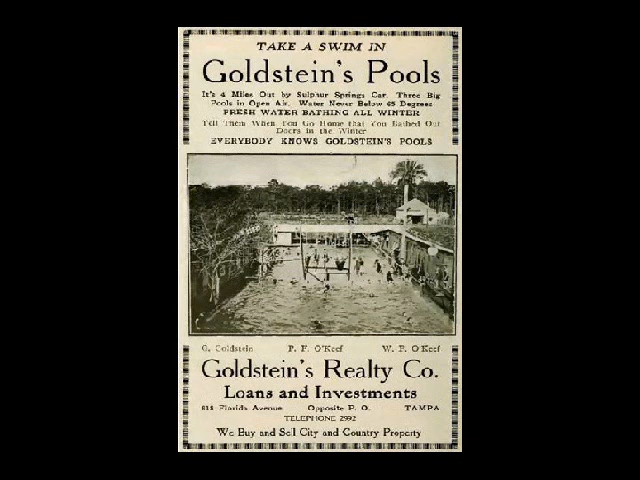 TAKE A SWIM IN
Goldstein's Pools
It's 4 Miles Out by Sulphur Springs Car. Three Big
Pools in Open Air. Water Never Below 65 Degrees
FRESH WATER BATHING ALL WINTER
Tell Them When You Go Home that You Bathed Out
Doors in the Winter
EVERYBODY KNOWS GOLDSTEIN'S POOLS
G. Goldstein P. F. O'Keef W. F. O'Keef
Goldstein's Realty Co.
Loans and Investments
Florida Avenue Opposite P. O. TAMPA
TELEPHONE 2992
We Buy and Sell City and Country Property